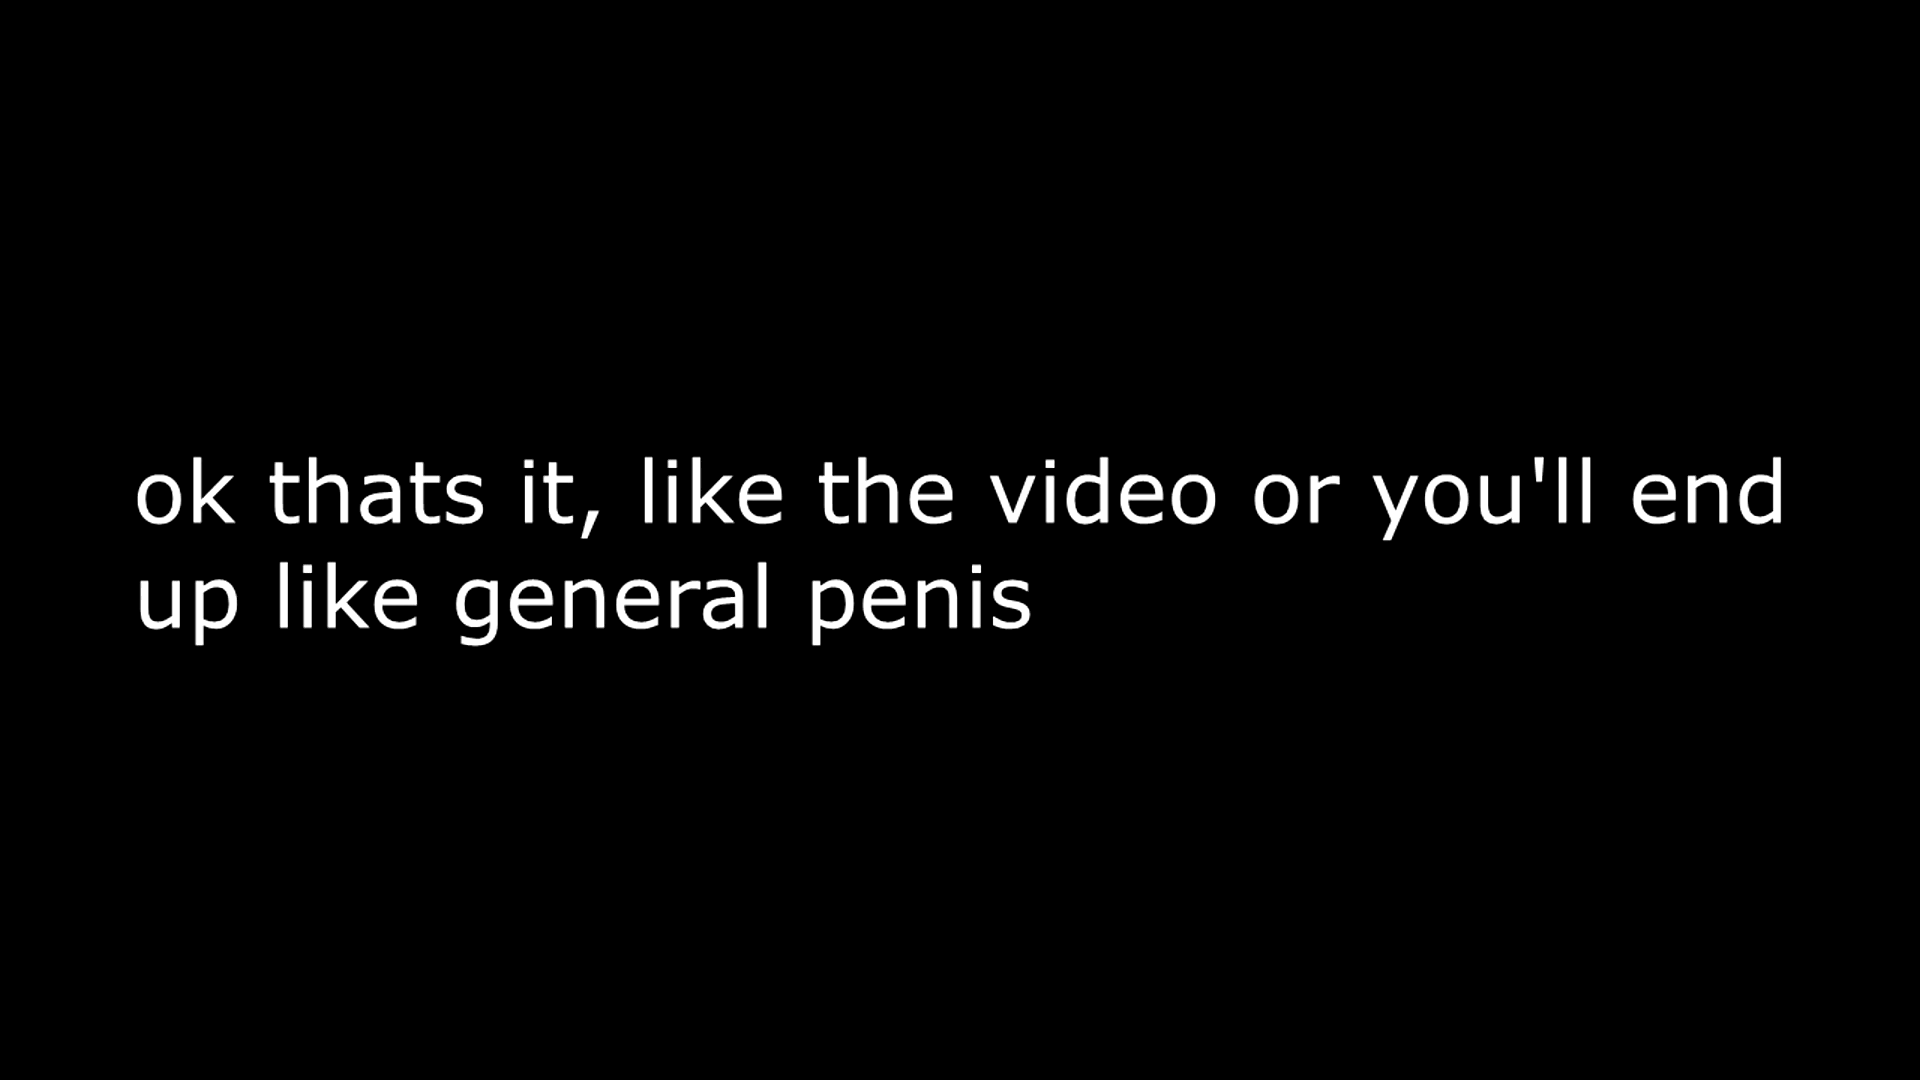 ok thats it, like the video or you'll end
up like general penis